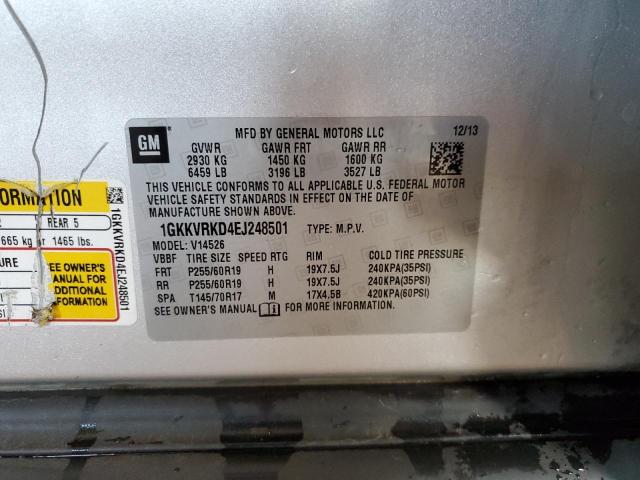 GM
MFD BY GENERAL MOTORS LLC 12/13
GVWR GAWR FRT GAWR RR
2930 KG 1450 KG 1600 KG
6459 LB 3196 LB 3527 LB
THIS VEHICLE CONFORMS TO ALL APPLICABLE U.S. FEDERAL MOTOR
VEHICLE SAFETY STANDARDS IN EFFECT ON THE DATE OF
MANUFACTURE SHOWN ABOVE.
1GKKVRKD4EJ248501 TYPE: M.P.V.
MODEL: V14526
VBBF TIRE SIZE SPEED RTG RIM COLD TIRE PRESSURE
FRT P255/60R19 H 19X7.5J 240KPA(35PSI)
RR P255/60R19 H 19X7.5J 240KPA(35PSI)
SPA T145/70R17 M 17X4.5B 420KPA(60PSI)
SEE OWNER'S MANUAL FOR MORE INFORMATION.
FORMATION
REAR 5
665 kg or 1465 lbs.
SEE OWNER'S
MANUAL FOR
ADDITIONAL
INFORMATION
1GKKVRKD4EJ248501